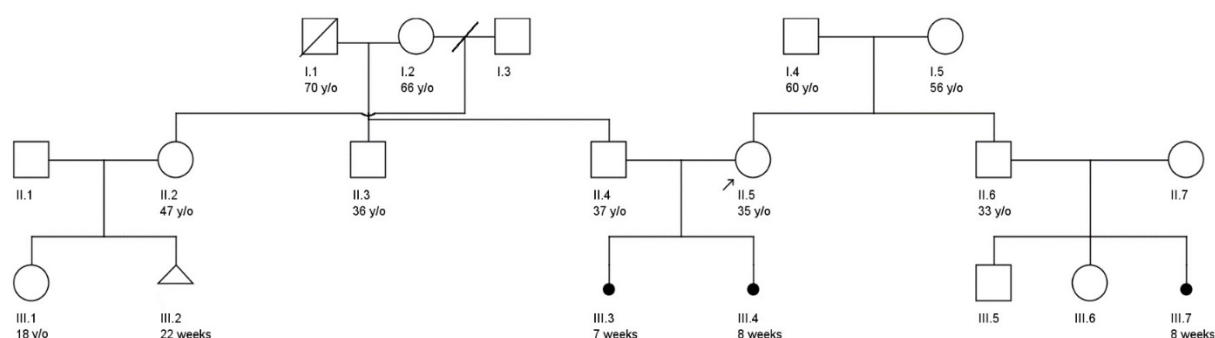 I.1
70 y/o
I.2
66 y/o
I.3
I.4
60 y/o
I.5
56 y/o
II.1
II.2
47 y/o
II.3
36 y/o
II.4
37 y/o
II.5
35 y/o
II.6
33 y/o
II.7
III.1
18 y/o
III.2
22 weeks
III.3
7 weeks
III.4
8 weeks
III.5
III.6
III.7
8 weeks